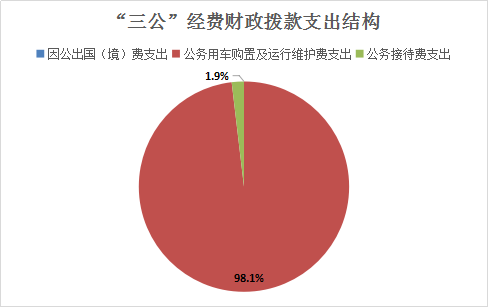 “三公”经费财政拨款支出结构
因公出国（境）费支出 公务用车购置及运行维护费支出 公务接待费支出
1.9%
98.1%